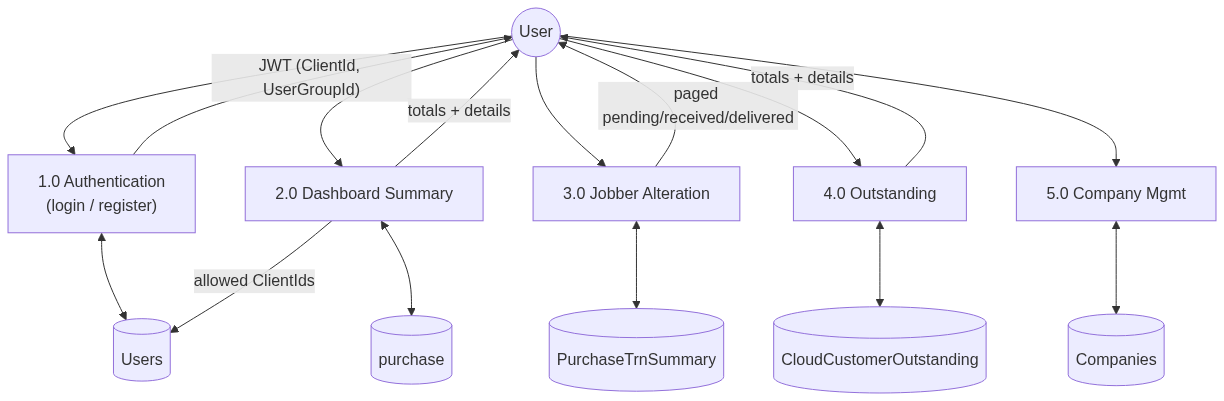 User
JWT (ClientId,
UserGroupId)
totals + details
paged
pending/received/delivered
totals + details
1.0 Authentication
(login / register)
2.0 Dashboard Summary
3.0 Jobber Alteration
4.0 Outstanding
5.0 Company Mgmt
allowed ClientIds
Users
purchase
PurchaseTrnSummary
CloudCustomerOutstanding
Companies